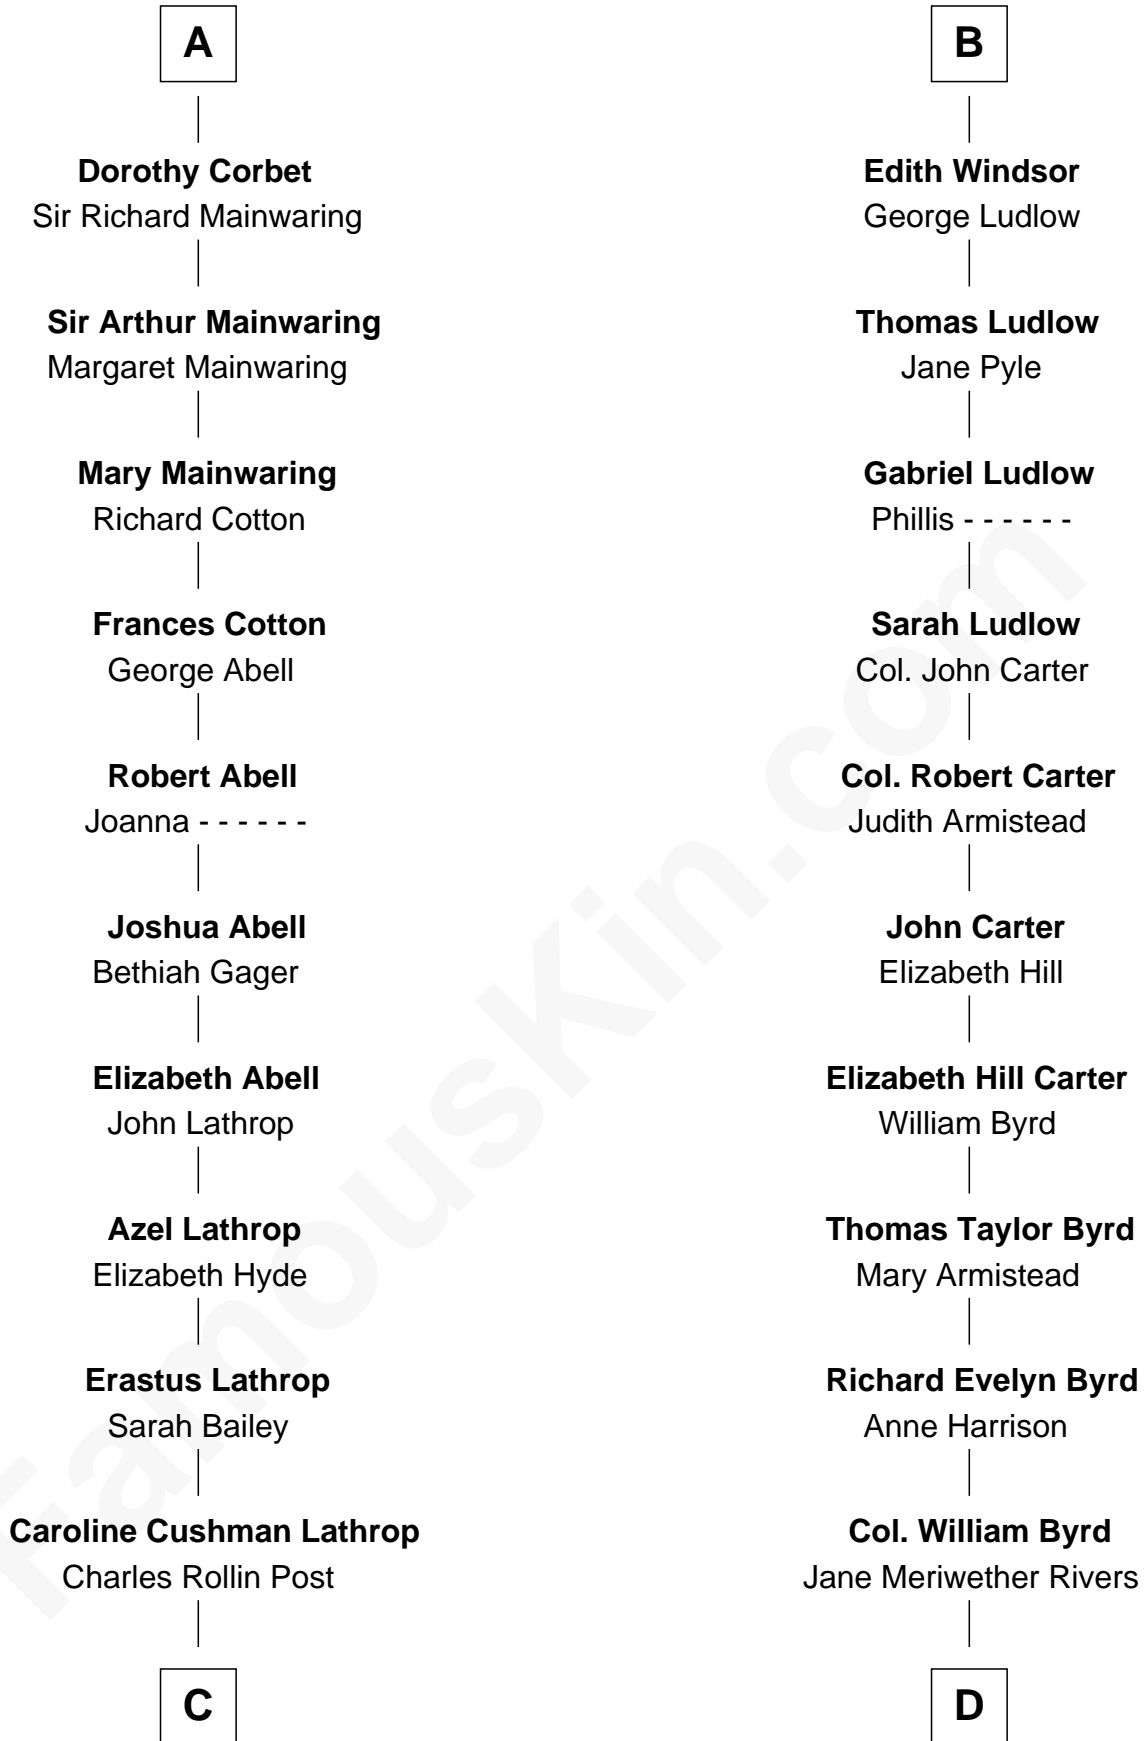 A
Dorothy Corbet
Sir Richard Mainwaring
Sir Arthur Mainwaring
Margaret Mainwaring
Mary Mainwaring
Richard Cotton
Frances Cotton
George Abell
Robert Abell
Joanna - - - - - -
Joshua Abell
Bethiah Gager
Elizabeth Abell
John Lathrop
Azel Lathrop
Elizabeth Hyde
Erastus Lathrop
Sarah Bailey
Caroline Cushman Lathrop
Charles Rollin Post
C
B
Edith Windsor
George Ludlow
Thomas Ludlow
Jane Pyle
Gabriel Ludlow
Phillis - - - - - -
Sarah Ludlow
Col. John Carter
Col. Robert Carter
Judith Armistead
John Carter
Elizabeth Hill
Elizabeth Hill Carter
William Byrd
Thomas Taylor Byrd
Mary Armistead
Richard Evelyn Byrd
Anne Harrison
Col. William Byrd
Jane Meriwether Rivers
D
FamousKin.com